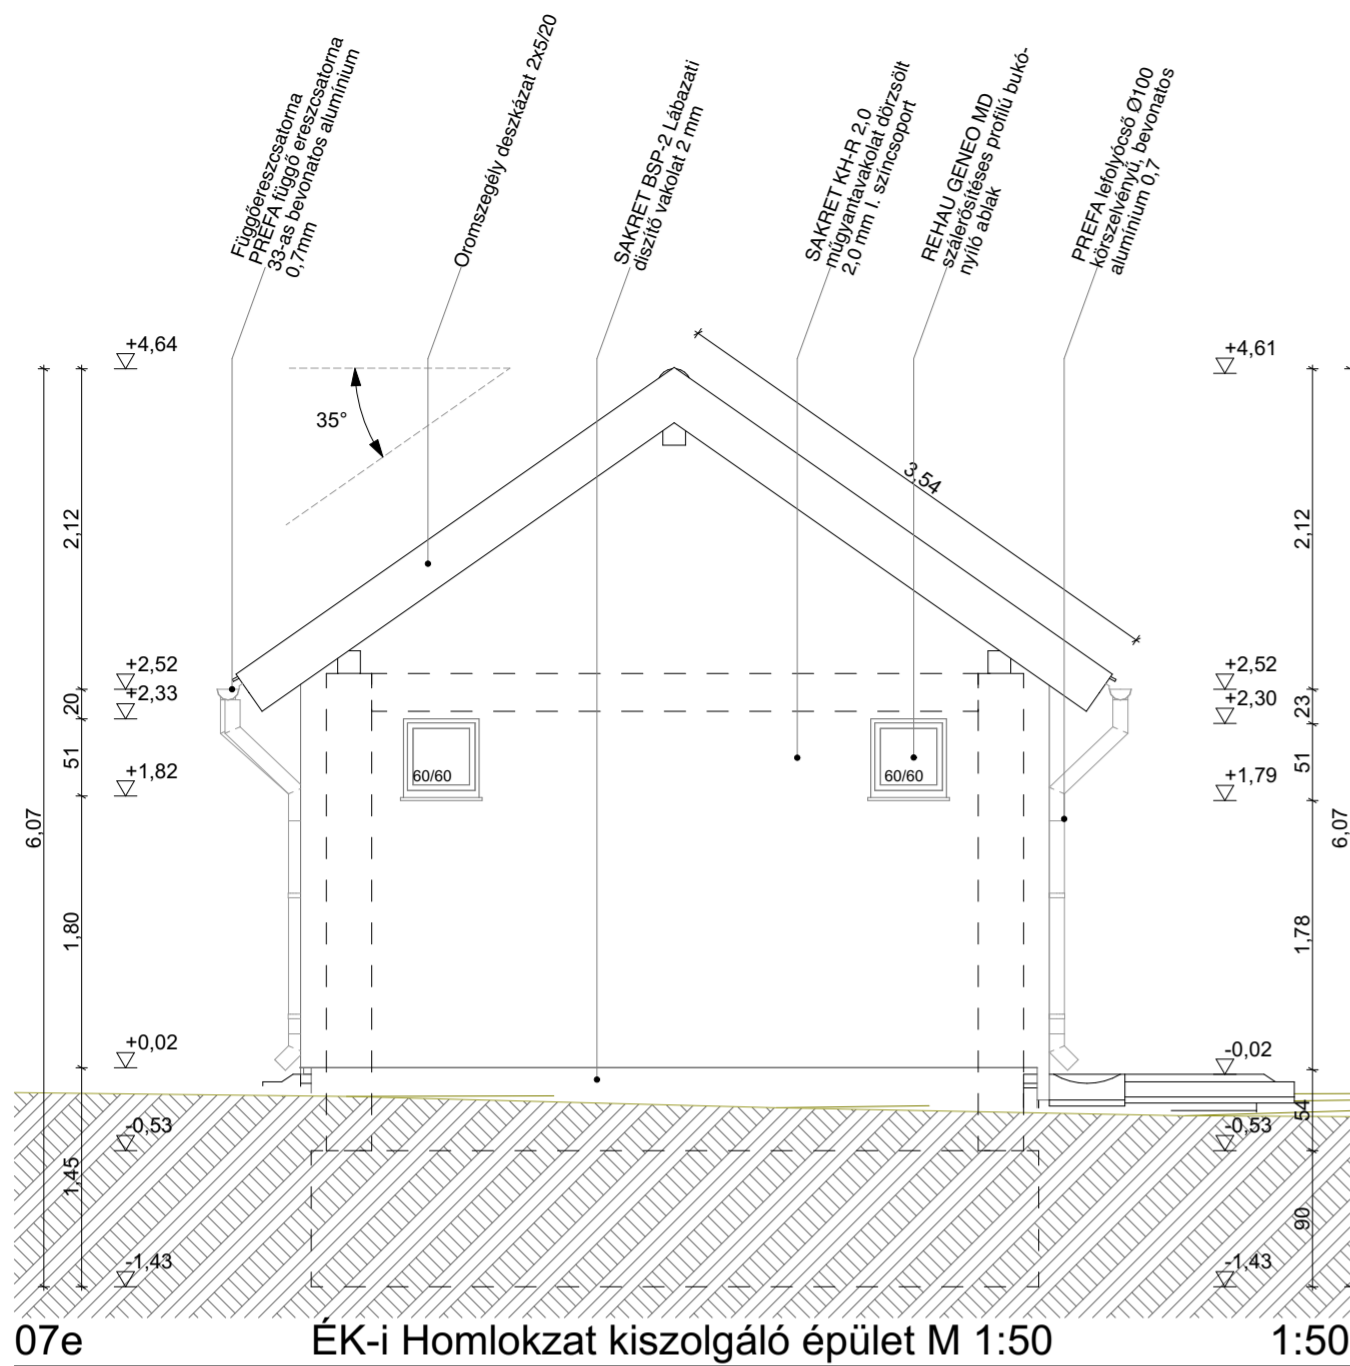 Függőereszcsatorna
PREFA függő ereszcsatorna
33-as bevonatos alumínium
0,7mm
Oromszegély deszkázat 2x5/20
SAKRET BSP-2 Lábazati
díszítő vakolat 2 mm
SAKRET KH-R 2,0
műgyantavakolat dörzsölt
2,0 mm I. színcsoport
REHAU GENEO MD
szálerősítéses profilú bukó-
nyíló ablak
PREFA lefolyócső Ø100
körszelvényű, bevonatos
alumínium 0,7
+4,64
+4,61
35°
3,54
2,12
2,12
+2,52
+2,52
+2,33
+2,30
20
23
51
51
60/60
60/60
+1,82
+1,79
6,07
6,07
1,80
1,78
+0,02
-0,02
54
-0,53
-0,53
1,45
90
-1,43
-1,43
07e
ÉK-i Homlokzat kiszolgáló épület M 1:50
1:50